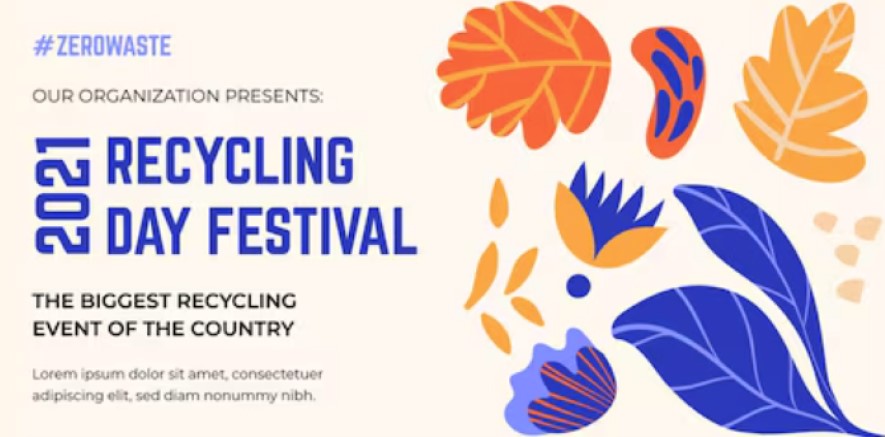 #ZEROWASTE
OUR ORGANIZATION PRESENTS:
2021
RECYCLING
DAY FESTIVAL
THE BIGGEST RECYCLING
EVENT OF THE COUNTRY
Lorem ipsum dolor sit amet, consectetuer
adipiscing elit, sed diam nonummy nibh.